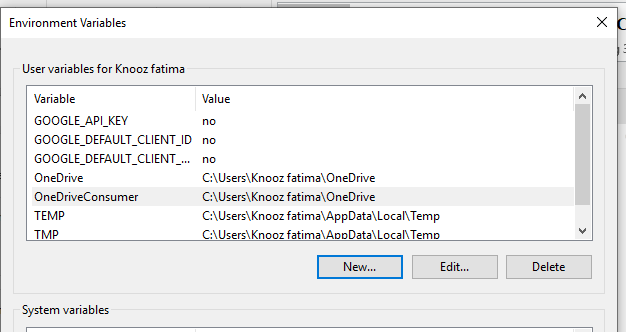 Environment Variables
User variables for Knooz fatima
Variable Value
GOOGLE_API_KEY no
GOOGLE_DEFAULT_CLIENT_ID no
GOOGLE_DEFAULT_CLIENT_... no
OneDrive C:\Users\Knooz fatima\OneDrive
OneDriveConsumer C:\Users\Knooz fatima\OneDrive
TEMP C:\Users\Knooz fatima\AppData\Local\Temp
TMP C:\Users\Knooz fatima\AppData\Local\Temp
New... Edit... Delete
System variables